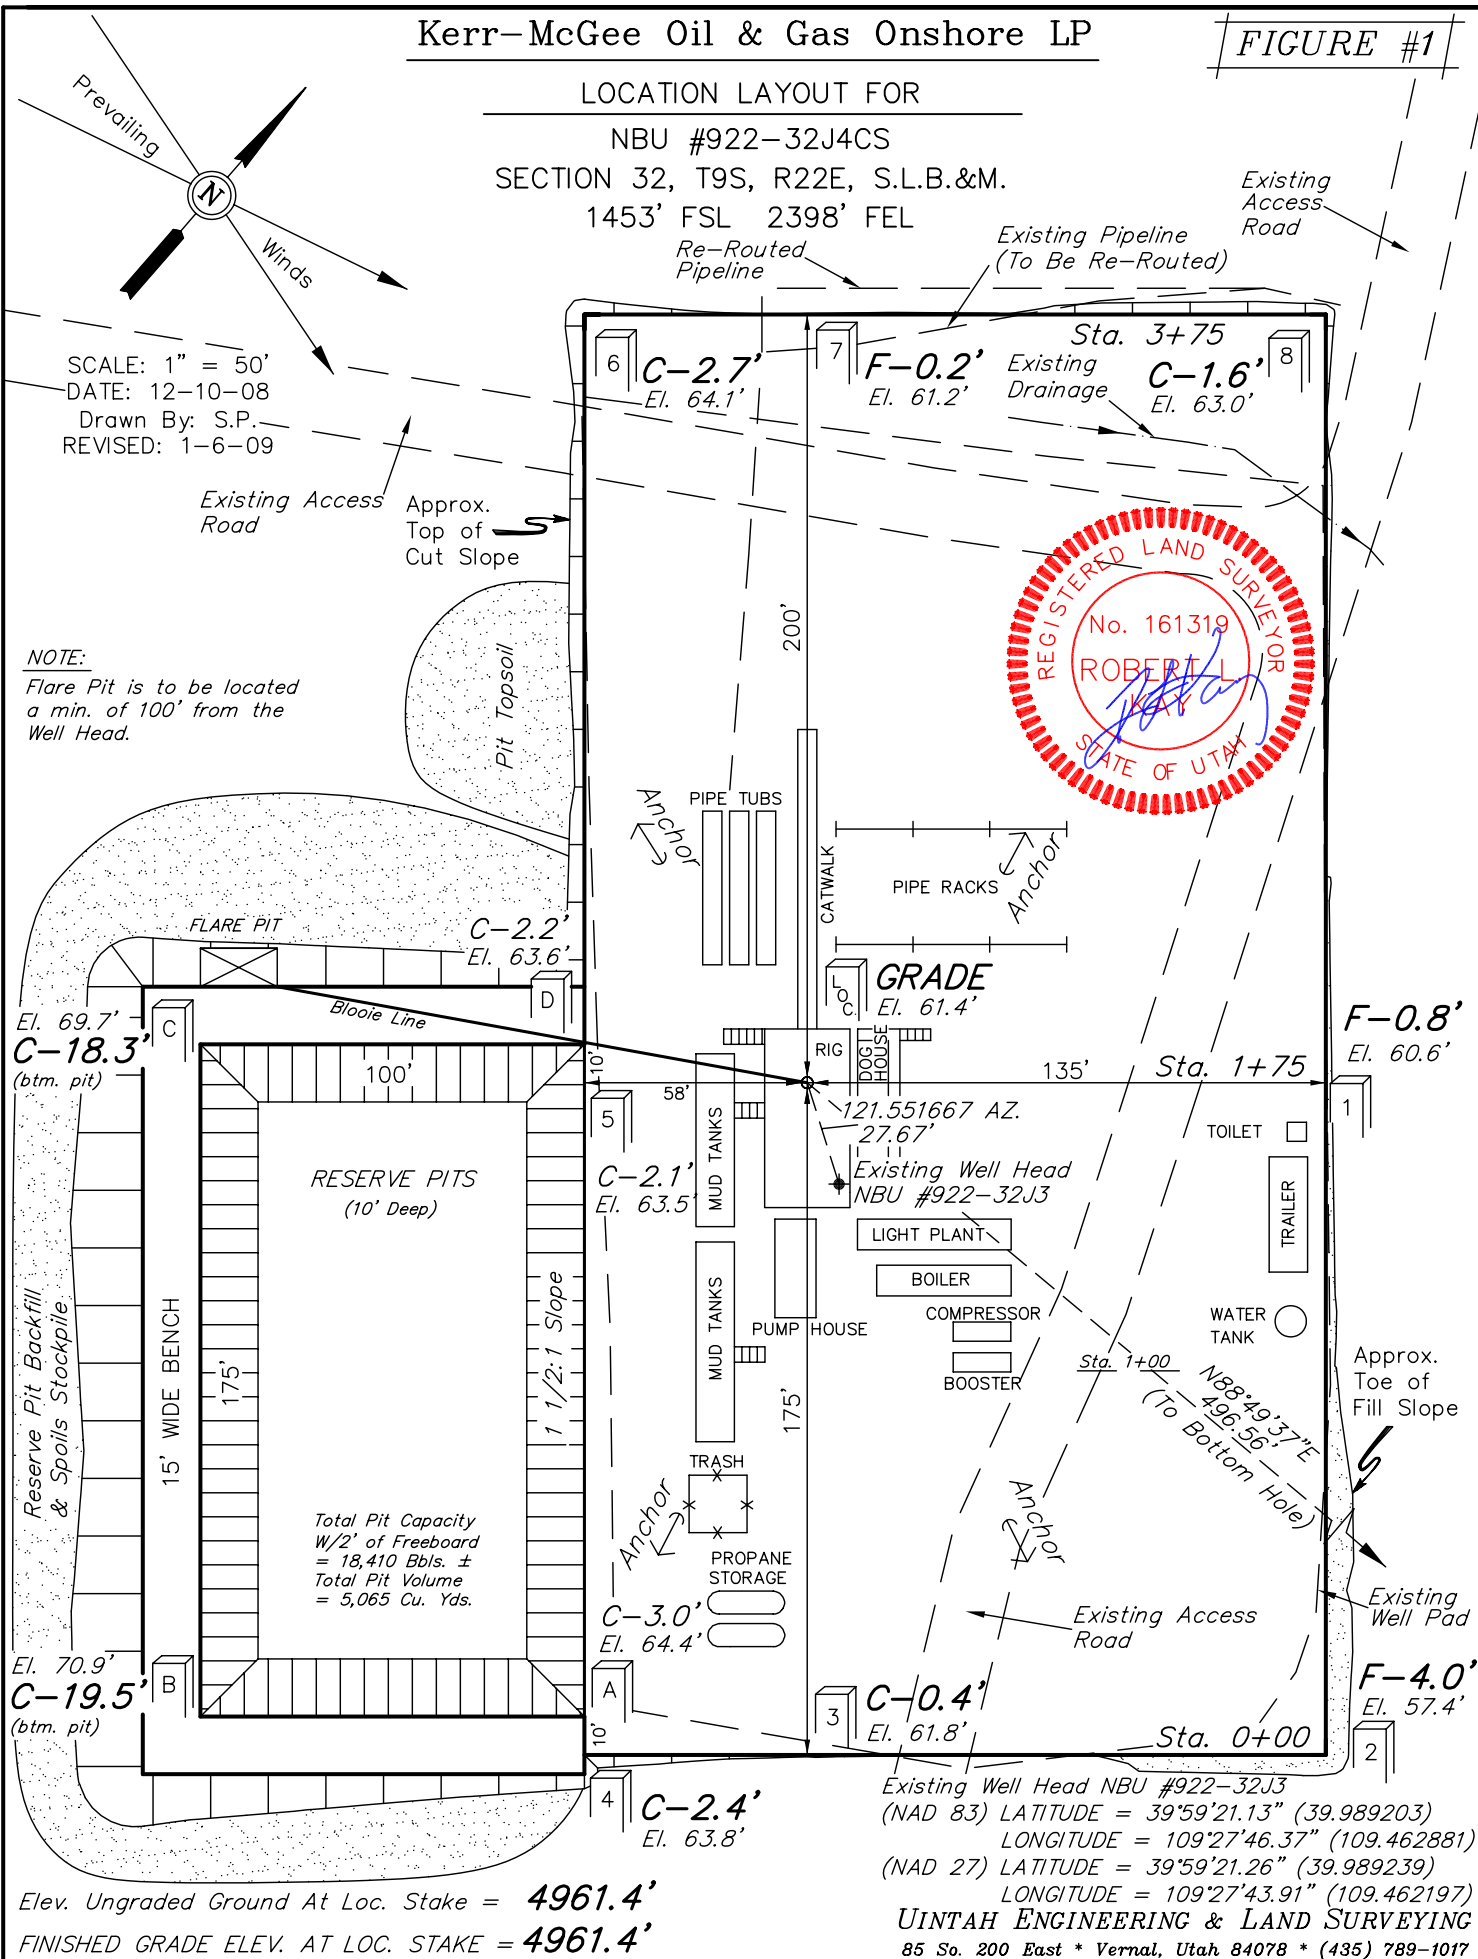 Kerr-McGee Oil & Gas Onshore LP
FIGURE #1
LOCATION LAYOUT FOR
NBU #922-32J4CS
SECTION 32, T9S, R22E, S.L.B.&M.
1453' FSL 2398' FEL
Prevailing
N
Winds
Re-Routed
Pipeline
Existing Pipeline
(To Be Re-Routed)
Existing
Access
Road
SCALE: 1" = 50'
DATE: 12-10-08
Drawn By: S.P.
REVISED: 1-6-09
6
C-2.7'
El. 64.1'
7
F-0.2'
El. 61.2'
Sta. 3+75
Existing
Drainage
C-1.6'
El. 63.0'
8
Existing Access
Road
Approx.
Top of
Cut Slope
REGISTERED LAND SURVEYOR
No. 161319
ROBERT L.
KAY
STATE OF UTAH
200'
NOTE:
Flare Pit is to be located
a min. of 100' from the
Well Head.
Pit Topsoil
PIPE TUBS
Anchor
CATWALK
PIPE RACKS
Anchor
FLARE PIT
C-2.2'
El. 63.6'
D
LOC.
GRADE
El. 61.4'
El. 69.7'
C-18.3'
(btm. pit)
C
Blooie Line
RIG
DOG HOUSE
F-0.8'
El. 60.6'
100'
10'
58'
135'
Sta. 1+75
1
5
MUD TANKS
121.551667 AZ.
27.67'
TOILET
RESERVE PITS
(10' Deep)
C-2.1'
El. 63.5'
Existing Well Head
NBU #922-32J3
TRAILER
LIGHT PLANT
BOILER
COMPRESSOR
BOOSTER
MUD TANKS
PUMP HOUSE
WATER
TANK
Sta. 1+00
Approx.
Toe of
Fill Slope
Reserve Pit Backfill
& Spoils Stockpile
15' WIDE BENCH
175'
1 1/2:1 Slope
175'
N88°49'37"E
496.56'
(To Bottom Hole)
TRASH
Anchor
Anchor
Total Pit Capacity
W/2' of Freeboard
= 18,410 Bbls. ±
Total Pit Volume
= 5,065 Cu. Yds.
PROPANE
STORAGE
C-3.0'
El. 64.4'
Existing Access
Road
Existing
Well Pad
El. 70.9'
C-19.5'
(btm. pit)
B
A
10'
3
C-0.4'
El. 61.8'
Sta. 0+00
F-4.0'
El. 57.4'
2
4
C-2.4'
El. 63.8'
Existing Well Head NBU #922-32J3
(NAD 83) LATITUDE = 39°59'21.13" (39.989203)
LONGITUDE = 109°27'46.37" (109.462881)
(NAD 27) LATITUDE = 39°59'21.26" (39.989239)
LONGITUDE = 109°27'43.91" (109.462197)
Elev. Ungraded Ground At Loc. Stake = 4961.4'
FINISHED GRADE ELEV. AT LOC. STAKE = 4961.4'
UINTAH ENGINEERING & LAND SURVEYING
85 So. 200 East * Vernal, Utah 84078 * (435) 789-1017